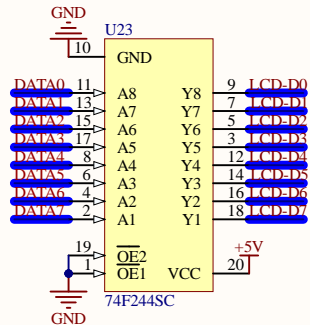 GND
U23
10 GND
DATA0 11 A8 Y8 9 LCD-D0
DATA1 13 A7 Y7 7 LCD-D1
DATA2 15 A6 Y6 5 LCD-D2
DATA3 17 A5 Y5 3 LCD-D3
DATA4 8 A4 Y4 12 LCD-D4
DATA5 6 A3 Y3 14 LCD-D5
DATA6 4 A2 Y2 16 LCD-D6
DATA7 2 A1 Y1 18 LCD-D7
+5V
19 OE2
1 OE1 VCC 20
74F244SC
GND